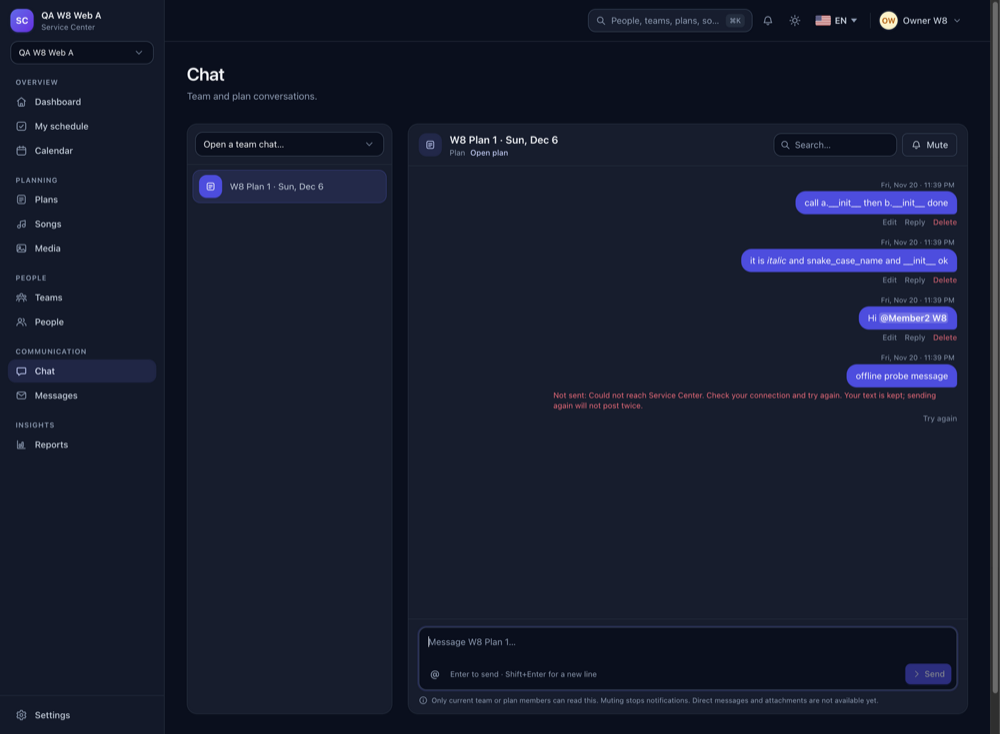 SC
QA W8 Web A
Service Center
QA W8 Web A
OVERVIEW
Dashboard
My schedule
Calendar
PLANNING
Plans
Songs
Media
PEOPLE
Teams
People
COMMUNICATION
Chat
Messages
INSIGHTS
Reports
Settings
People, teams, plans, so... ⌘K
EN
OW
Owner W8
Chat
Team and plan conversations.
Open a team chat...
W8 Plan 1 · Sun, Dec 6
W8 Plan 1 · Sun, Dec 6
Plan Open plan
Search...
Mute
Fri, Nov 20 · 11:39 PM
call a.__init__ then b.__init__ done
Edit Reply Delete
Fri, Nov 20 · 11:39 PM
it is italic and snake_case_name and __init__ ok
Edit Reply Delete
Fri, Nov 20 · 11:39 PM
Hi @Member2 W8
Edit Reply Delete
Fri, Nov 20 · 11:39 PM
offline probe message
Not sent: Could not reach Service Center. Check your connection and try again. Your text is kept; sending
again will not post twice.
Try again
Message W8 Plan 1...
@ Enter to send · Shift+Enter for a new line
Send
Only current team or plan members can read this. Muting stops notifications. Direct messages and attachments are not available yet.